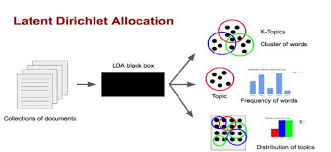 Latent Dirichlet Allocation
K-Topics
Cluster of words
LDA black box
Collections of documents
Topic
Frequency of words
Distribution of topics